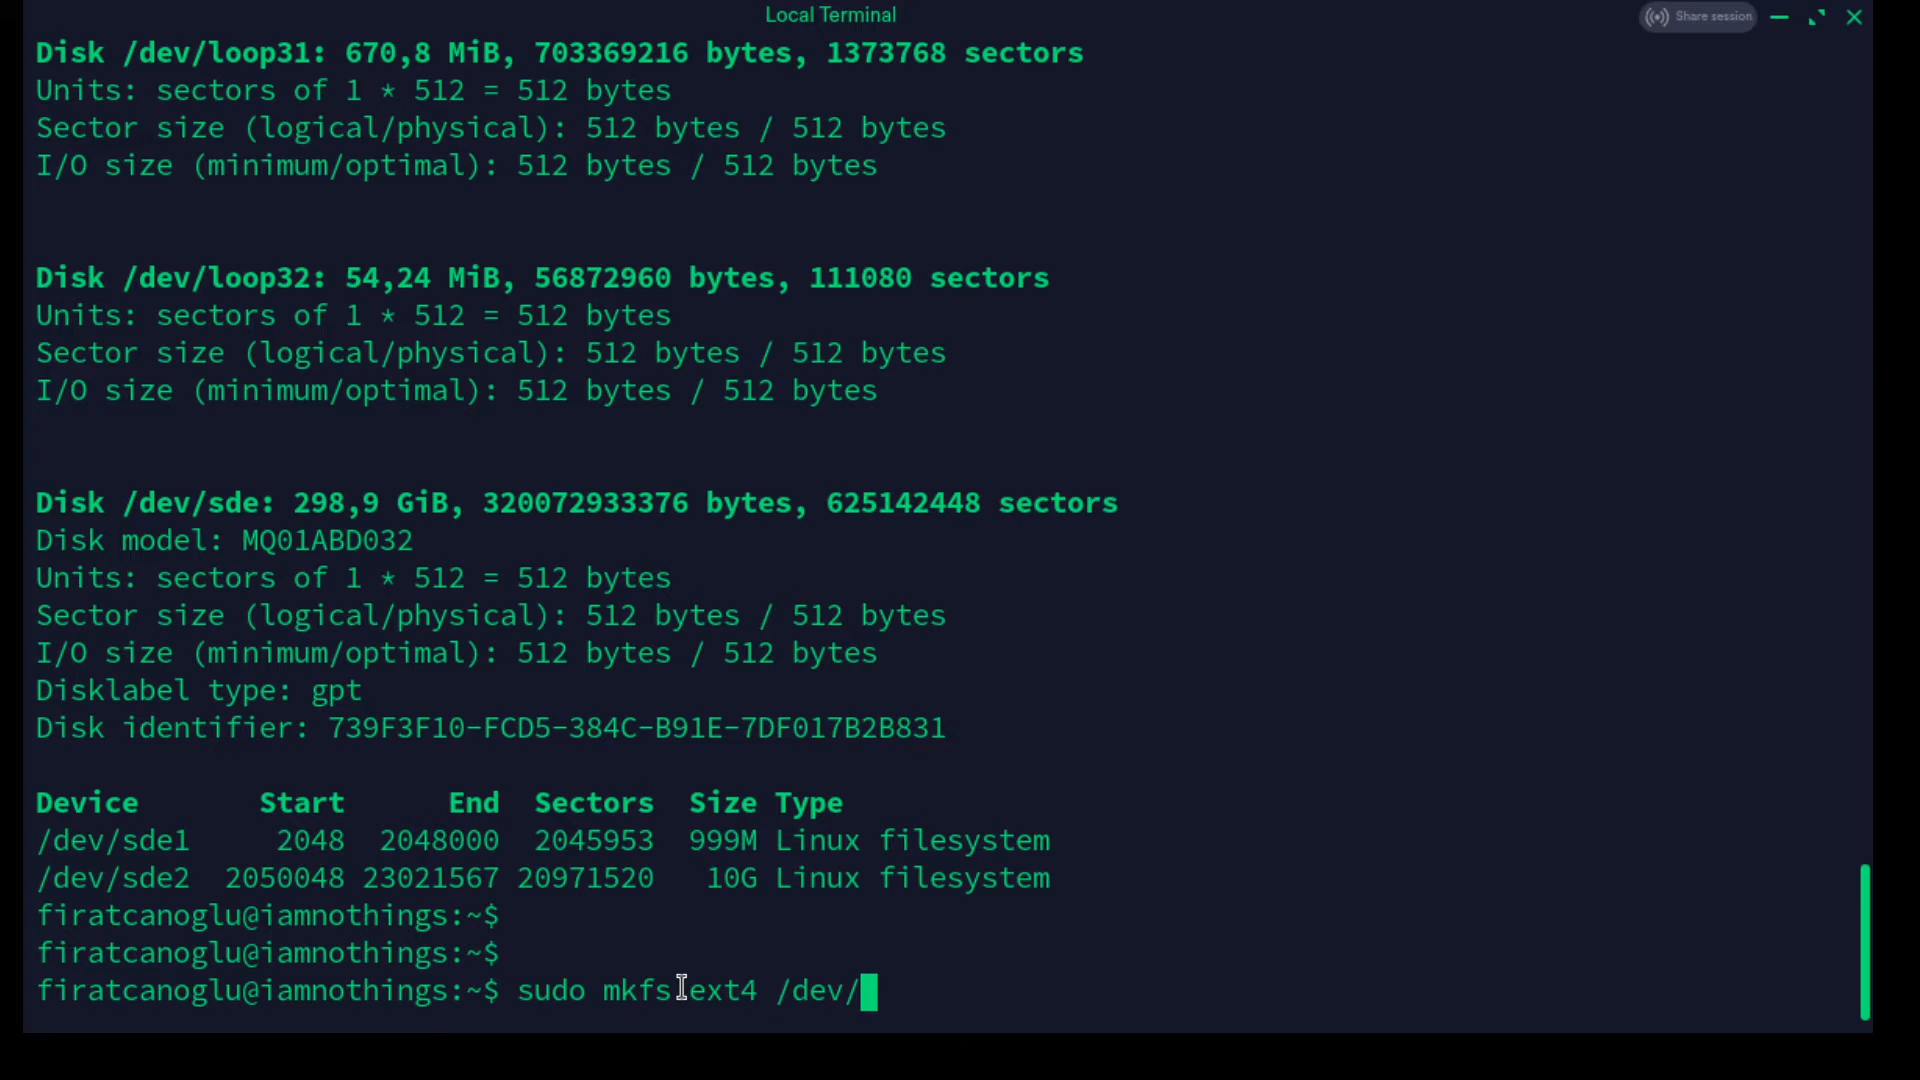 Local Terminal
Share session
Disk /dev/loop31: 670,8 MiB, 703369216 bytes, 1373768 sectors
Units: sectors of 1 * 512 = 512 bytes
Sector size (logical/physical): 512 bytes / 512 bytes
I/O size (minimum/optimal): 512 bytes / 512 bytes
Disk /dev/loop32: 54,24 MiB, 56872960 bytes, 111080 sectors
Units: sectors of 1 * 512 = 512 bytes
Sector size (logical/physical): 512 bytes / 512 bytes
I/O size (minimum/optimal): 512 bytes / 512 bytes
Disk /dev/sde: 298,9 GiB, 320072933376 bytes, 625142448 sectors
Disk model: MQ01ABD032
Units: sectors of 1 * 512 = 512 bytes
Sector size (logical/physical): 512 bytes / 512 bytes
I/O size (minimum/optimal): 512 bytes / 512 bytes
Disklabel type: gpt
Disk identifier: 739F3F10-FCD5-384C-B91E-7DF017B2B831
Device Start End Sectors Size Type
/dev/sde1 2048 2048000 2045953 999M Linux filesystem
/dev/sde2 2050048 23021567 20971520 10G Linux filesystem
firatcanoglu@iamnothings:~$
firatcanoglu@iamnothings:~$
firatcanoglu@iamnothings:~$ sudo mkfs.ext4 /dev/